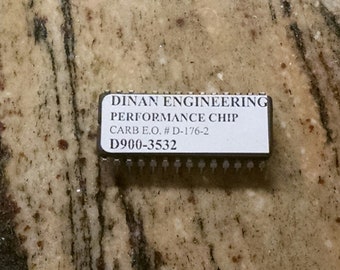 DINAN ENGINEERING
PERFORMANCE CHIP
CARB E.O. # D-176-2
D900-3532